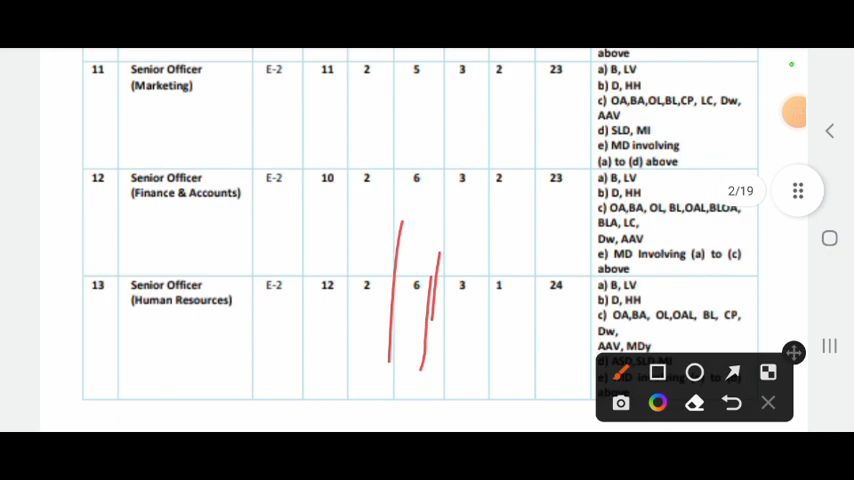 above
11 Senior Officer E-2 11 2 5 3 2 23 a) B, LV
(Marketing) b) D, HH
c) OA,BA,OL,BL,CP, LC, Dw,
AAV
d) SLD, MI
e) MD involving
(a) to (d) above
12 Senior Officer E-2 10 2 6 3 2 23 a) B, LV
(Finance & Accounts) b) D, HH
2/19
c) OA,BA, OL, BL,OAL,BLOA,
BLA, LC,
Dw, AAV
e) MD Involving (a) to (c)
above
13 Senior Officer E-2 12 2 6 3 1 24 a) B, LV
(Human Resources) b) D, HH
c) OA,BA, OL,OAL, BL, CP,
Dw,
AAV, MDy
d) ASD,SLD,MI